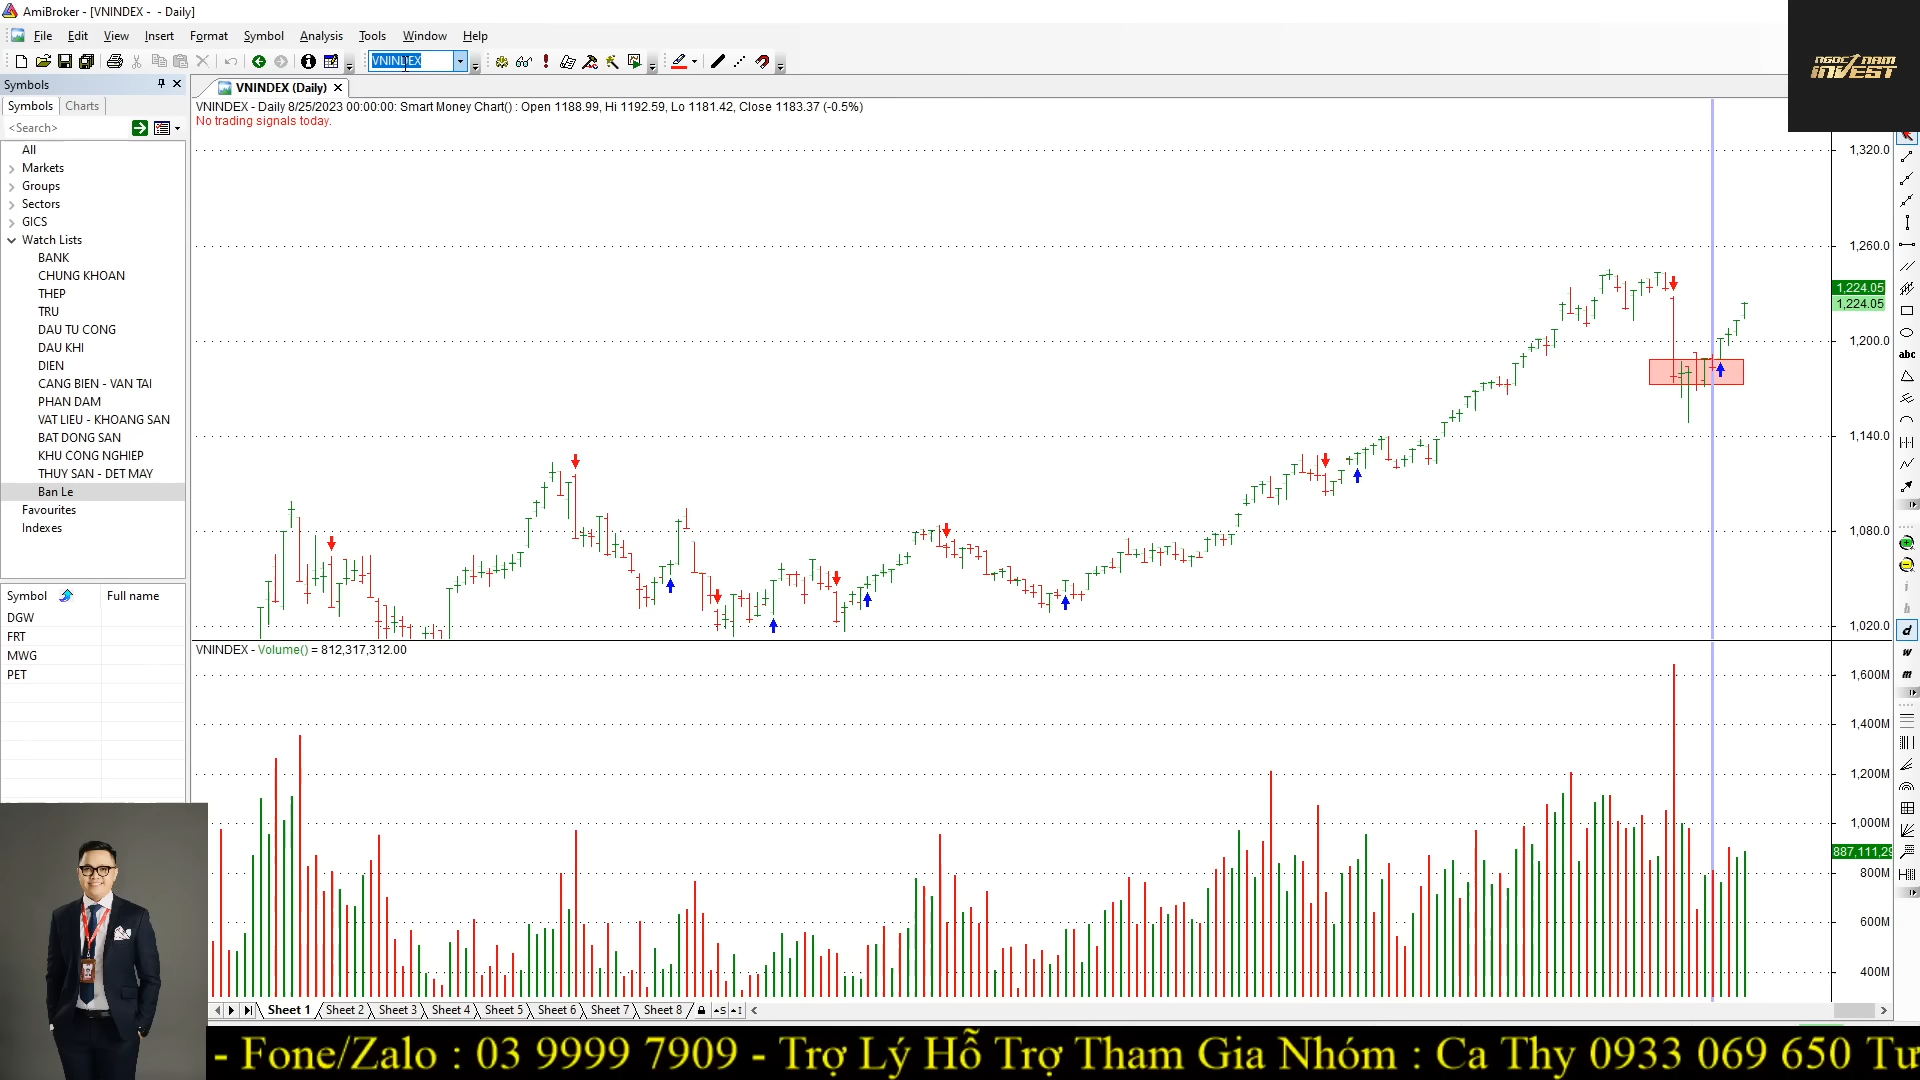 AmiBroker - [VNINDEX -  - Daily]
File Edit View Insert Format Symbol Analysis Tools Window Help
VNINDEX
NGOC NAM
INVEST
Symbols
VNINDEX (Daily)
Symbols Charts
<Search>
VNINDEX - Daily 8/25/2023 00:00:00: Smart Money Chart() : Open 1188.99, Hi 1192.59, Lo 1181.42, Close 1183.37 (-0.5%)
No trading signals today.
All
Markets
Groups
Sectors
GICS
Watch Lists
BANK
CHUNG KHOAN
THEP
TRU
DAU TU CONG
DAU KHI
DIEN
CANG BIEN - VAN TAI
PHAN DAM
VAT LIEU - KHOANG SAN
BAT DONG SAN
KHU CONG NGHIEP
THUY SAN - DET MAY
Ban Le
Favourites
Indexes
Symbol Full name
DGW
FRT
MWG
PET
1,320.0
1,260.0
1,224.05
1,224.05
1,200.0
1,140.0
1,080.0
1,020.0
abc
i
h
d
w
m
VNINDEX - Volume() = 812,317,312.00
1,600M
1,400M
1,200M
1,000M
887,111,29
800M
600M
400M
Sheet 1 Sheet 2 Sheet 3 Sheet 4 Sheet 5 Sheet 6 Sheet 7 Sheet 8
- Fone/Zalo : 03 9999 7909 - Trợ Lý Hỗ Trợ Tham Gia Nhóm : Ca Thy 0933 069 650 Tư